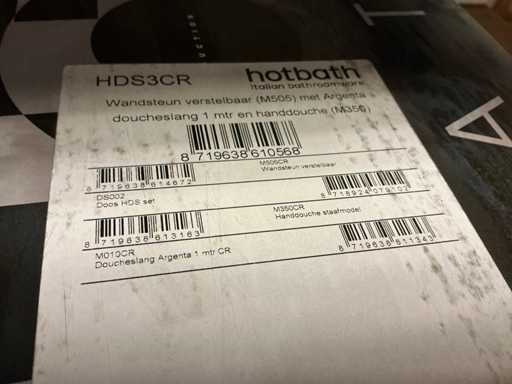 UCTION
HDS3CR
hotbath
italian bathroomware
Wandsteun verstelbaar (M505) met Argenta
doucheslang 1 mtr en handdouche (M350)
8 719638 610568
M505CR
Wandsteun verstelbaar
8 719638 614672
DS002
Doos HDS set
8 718924 079102
M350CR
Handdouche staafmodel
8 719638 613163
M010CR
Doucheslang Argenta 1 mtr CR
8 719638 611343
A